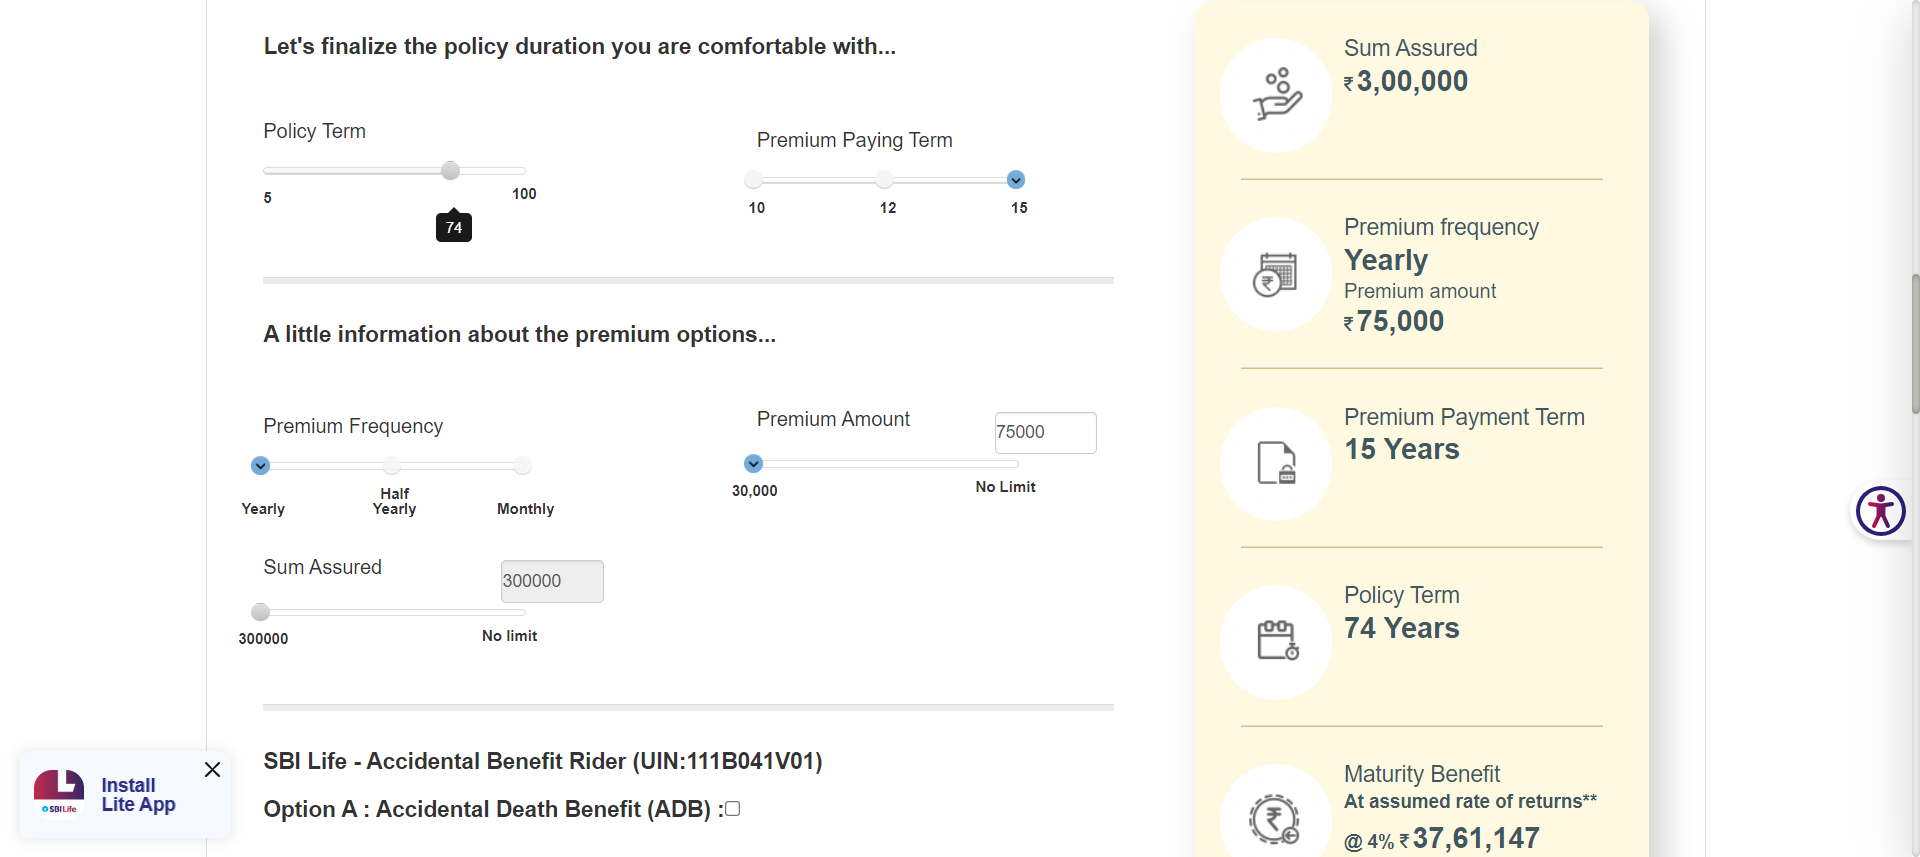 Let's finalize the policy duration you are comfortable with...
Policy Term
5
100
74
Premium Paying Term
10
12
15
A little information about the premium options...
Premium Frequency
Yearly
Half
Yearly
Monthly
Premium Amount
75000
30,000
No Limit
Sum Assured
300000
300000
No limit
SBI Life - Accidental Benefit Rider (UIN:111B041V01)
Option A : Accidental Death Benefit (ADB) :
Install
Lite App
SBI Life
Sum Assured
₹ 3,00,000
Premium frequency
Yearly
Premium amount
₹ 75,000
Premium Payment Term
15 Years
Policy Term
74 Years
Maturity Benefit
At assumed rate of returns**
@ 4% ₹ 37,61,147